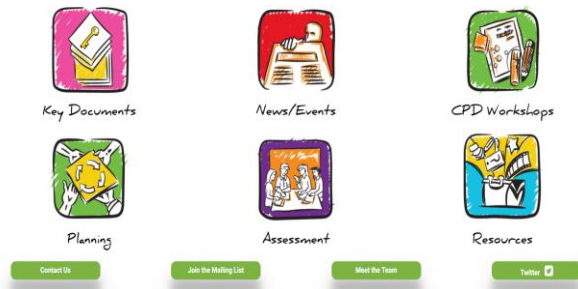 Key Documents
News/Events
CPD Workshops
Planning
Assessment
Resources
Contact Us
Join the Mailing List
Meet the Team
Twitter